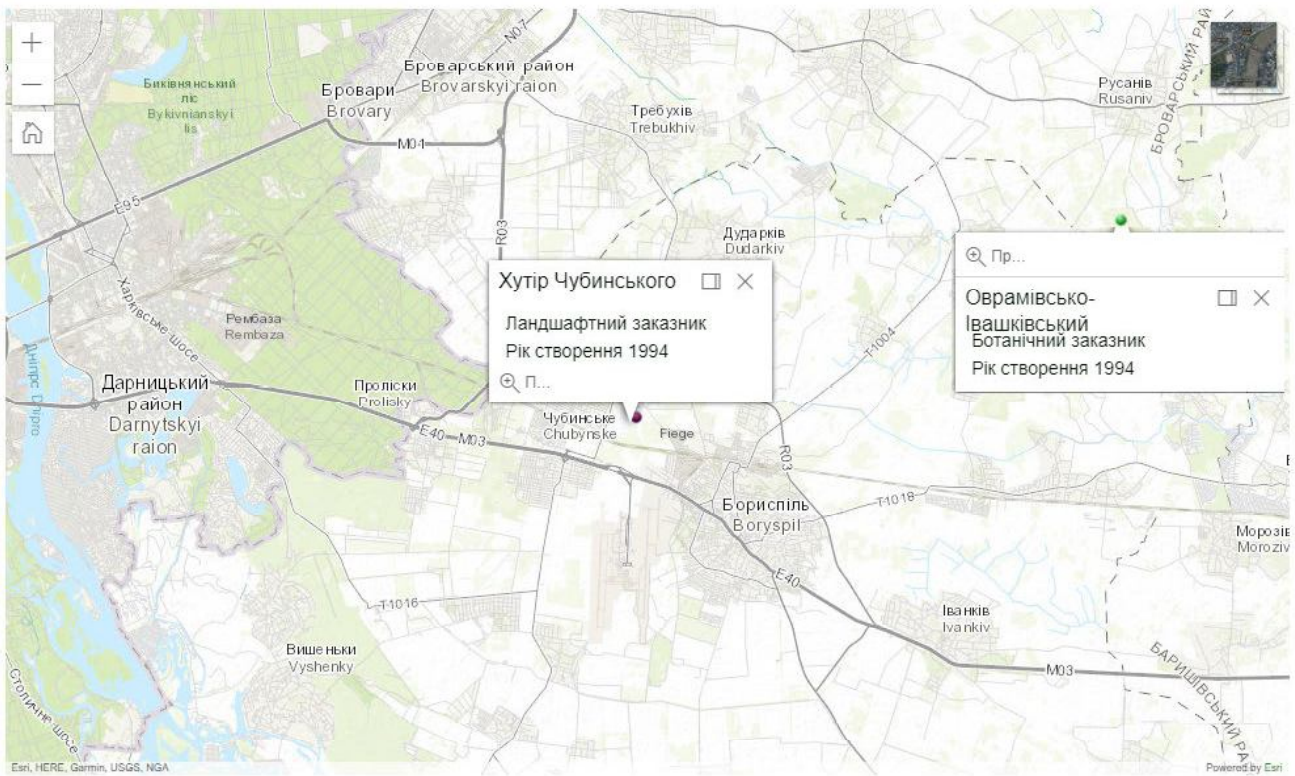 N07
Броварський район
Brovarskyi raion
БРОВАРСЬКИЙ РАЙ
Биківнянський
ліс
Bykivnianskyi
lis
Бровари
Brovary
Русанів
Rusaniv
Требухів
Trebukhiv
M01
E95
R03
Дударків
Dudarkiv
Пр...
Хутір Чубинського
Ландшафтний заказник
Рік створення 1994
П...
Оврамівсько-
Івашківський
Ботанічний заказник
Рік створення 1994
Харківське шосе
Рембаза
Rembaza
T1004
Дніпро Dnipro
Дарницький
район
Darnytskyi
raion
Проліски
Prolisky
Чубинське
Chubynske
Fiege
E40
M03
R03
Бориспіль
Boryspil
T1018
Морозів
Moroziv
E40
T1016
Іванків
Ivankiv
Вишеньки
Vyshenky
M03
БАРИШІВСЬКИЙ РА
Столичне шосе
Esri, HERE, Garmin, USGS, NGA
Powered by Esri